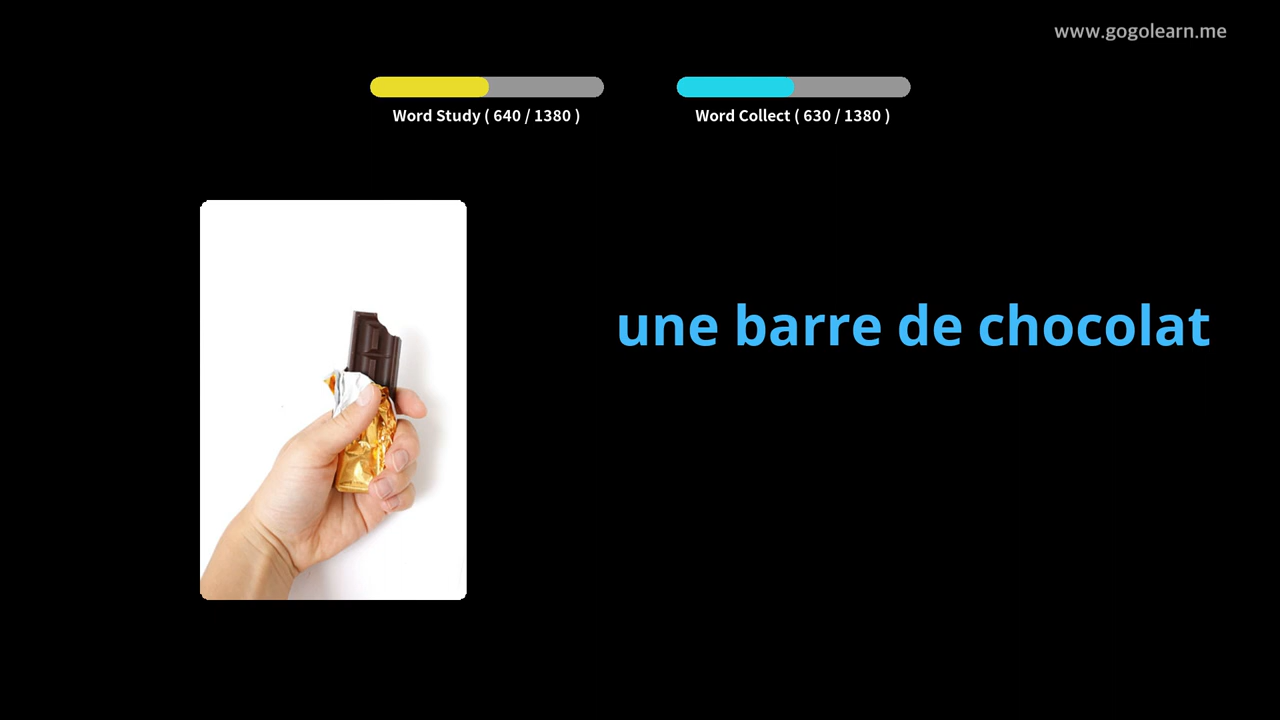 www.gogolearn.me
Word Study ( 640 / 1380 )
Word Collect ( 630 / 1380 )
une barre de chocolat